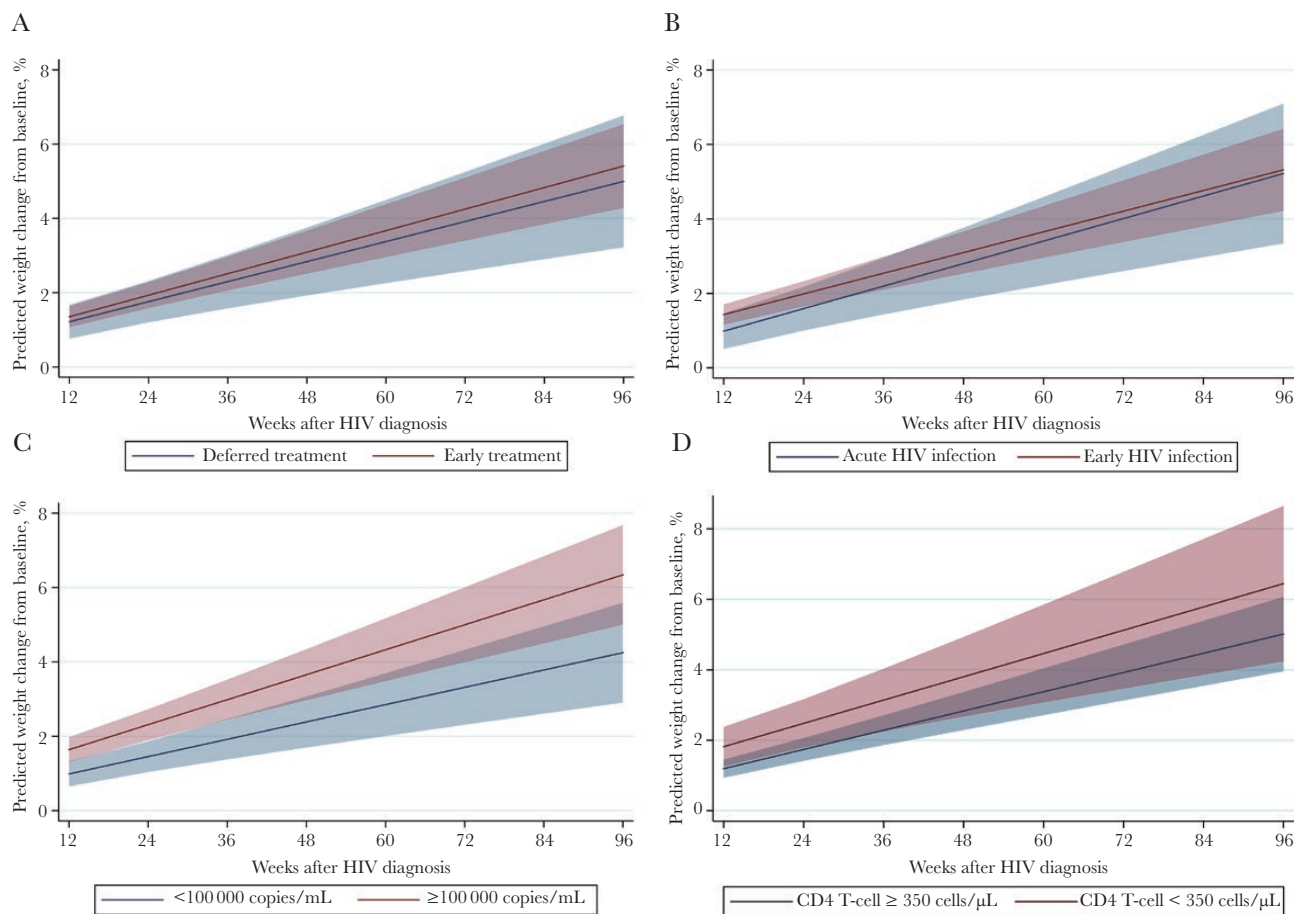 A
Predicted weight change from baseline, %
8
6
4
2
0
12 24 36 48 60 72 84 96
Weeks after HIV diagnosis
Deferred treatment Early treatment
B
Predicted weight change from baseline, %
8
6
4
2
0
12 24 36 48 60 72 84 96
Weeks after HIV diagnosis
Acute HIV infection Early HIV infection
C
Predicted weight change from baseline, %
8
6
4
2
0
12 24 36 48 60 72 84 96
Weeks after HIV diagnosis
<100 000 copies/mL ≥100 000 copies/mL
D
Predicted weight change from baseline, %
8
6
4
2
0
12 24 36 48 60 72 84 96
Weeks after HIV diagnosis
CD4 T-cell ≥ 350 cells/μL CD4 T-cell < 350 cells/μL